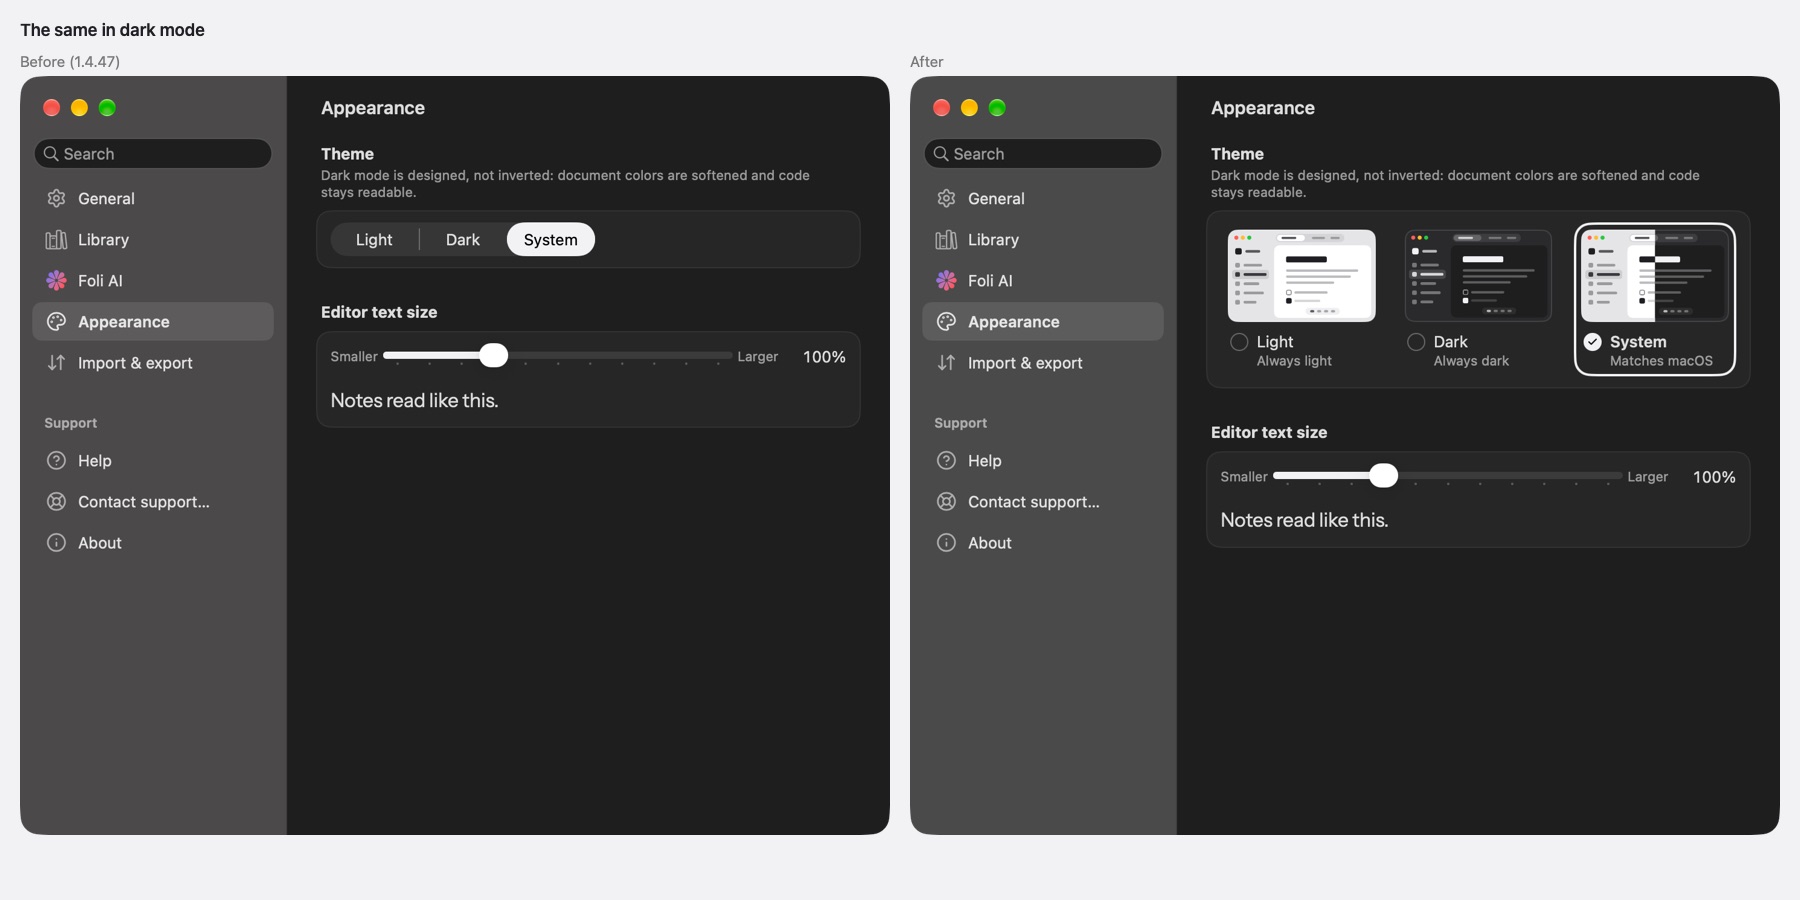 The same in dark mode
Before (1.4.47)
Search
General
Library
Foli AI
Appearance
Import & export
Support
Help
Contact support...
About
Appearance
Theme
Dark mode is designed, not inverted: document colors are softened and code
stays readable.
Light
Dark
System
Editor text size
Smaller
Larger
100%
Notes read like this.
After
Search
General
Library
Foli AI
Appearance
Import & export
Support
Help
Contact support...
About
Appearance
Theme
Dark mode is designed, not inverted: document colors are softened and code
stays readable.
Light
Always light
Dark
Always dark
System
Matches macOS
Editor text size
Smaller
Larger
100%
Notes read like this.